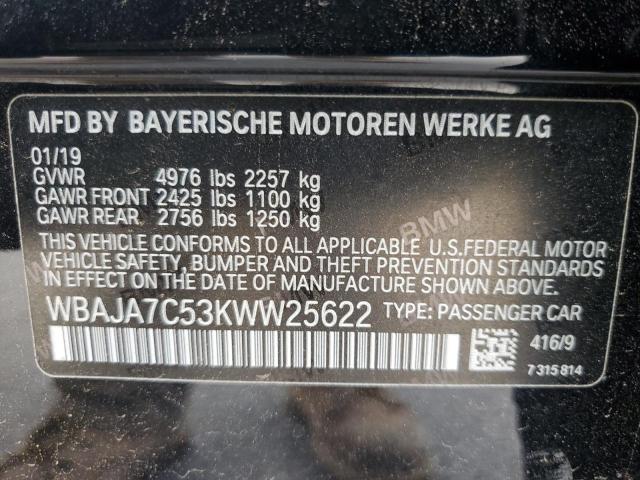 MFD BY BAYERISCHE MOTOREN WERKE AG
01/19
GVWR 4976 lbs 2257 kg
GAWR FRONT 2425 lbs 1100 kg
GAWR REAR 2756 lbs 1250 kg
THIS VEHICLE CONFORMS TO ALL APPLICABLE U.S.FEDERAL MOTOR
VEHICLE SAFETY, BUMPER AND THEFT PREVENTION STANDARDS
IN EFFECT ON THE DATE OF MANUFACTURE SHOWN ABOVE.
WBAJA7C53KWW25622 TYPE: PASSENGER CAR
416/9
7 315 814
BMW